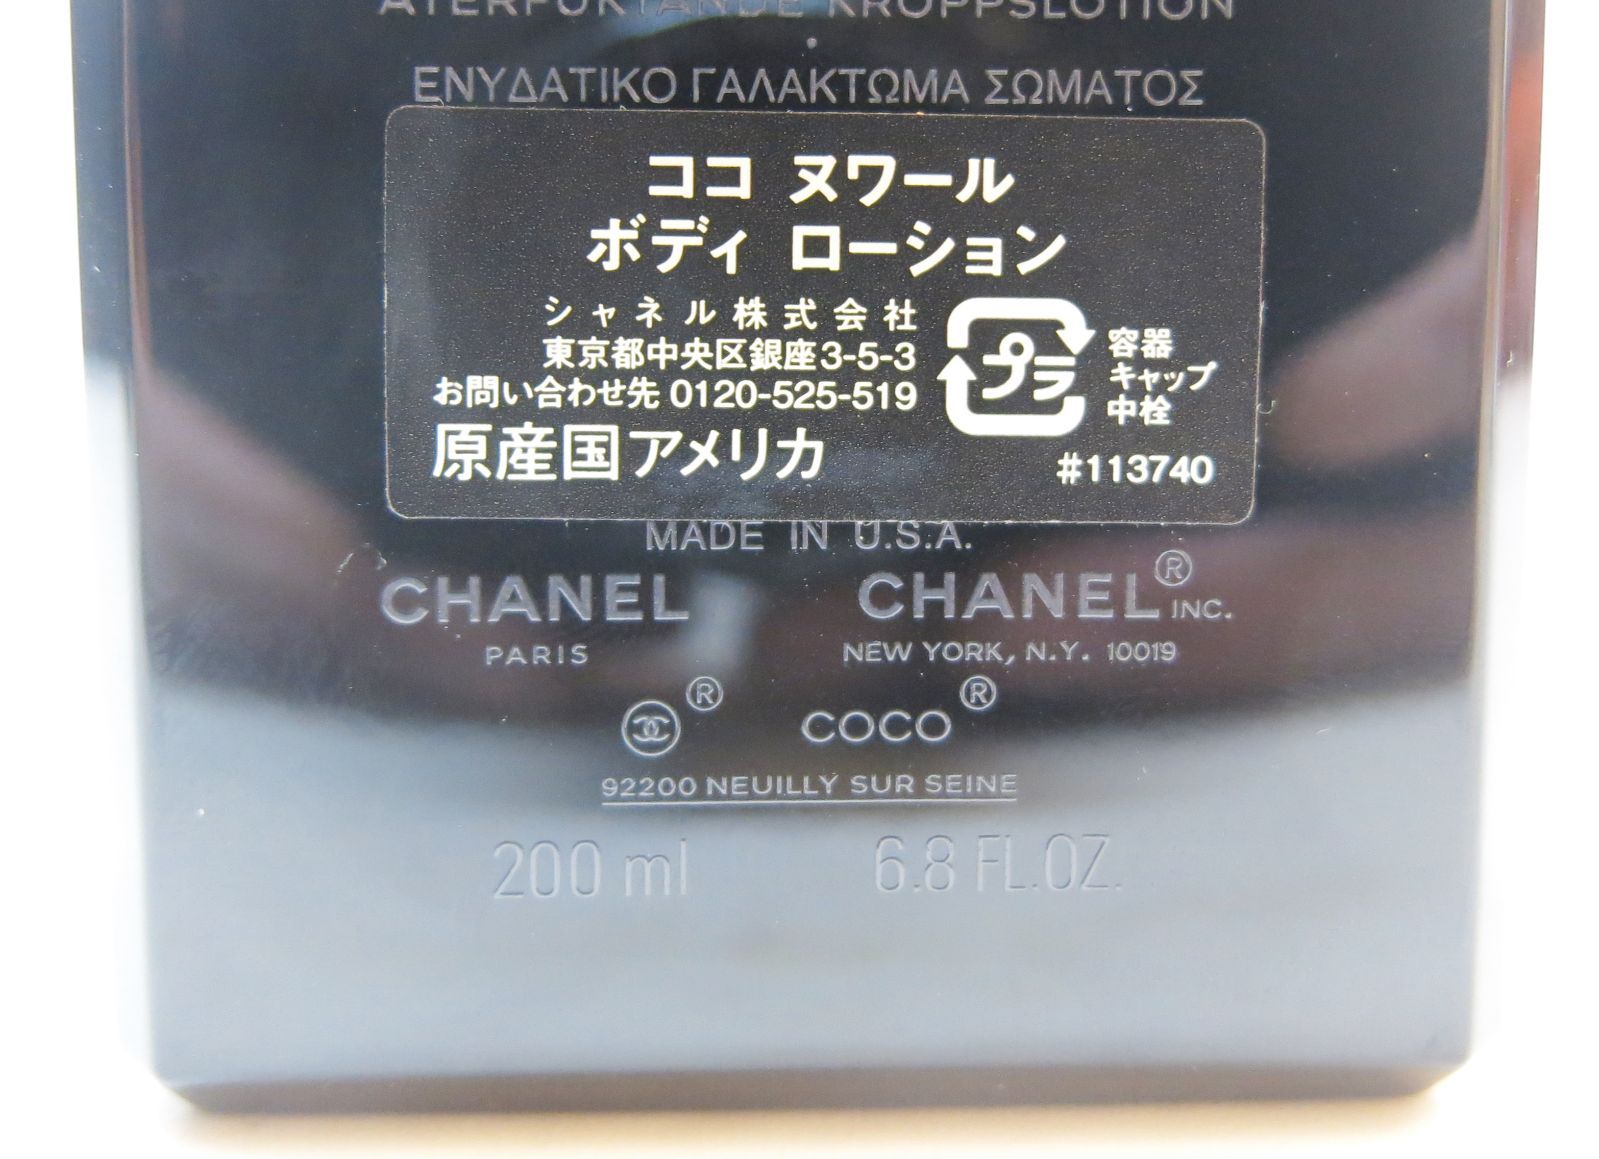 ÅTERFUKTANDE KROPPSLOTION
ΕΝΥΔΑΤΙΚΟ ΓΑΛΑΚΤΩΜΑ ΣΩΜΑΤΟΣ
ココ ヌワール
ボディ ローション
シャネル株式会社
東京都中央区銀座3-5-3
お問い合わせ先 0120-525-519
原産国アメリカ
プラ
容器
キャップ
中栓
#113740
MADE IN U.S.A.
CHANEL
PARIS
CHANEL® INC.
NEW YORK, N.Y. 10019
®
COCO®
92200 NEUILLY SUR SEINE
200 ml 6.8 FL.OZ.